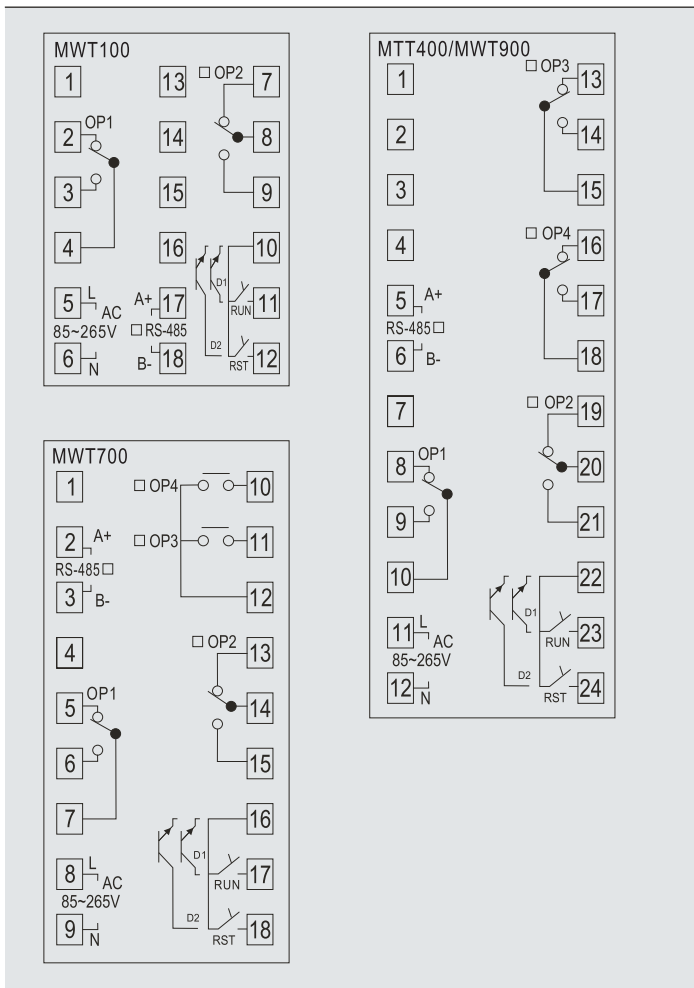 MWT100
1 13 □ OP2 7
2 OP1 14 8
3 15 9
4 16 10
D1
5 L AC A+ 17 RUN 11
85~265V □ RS-485
6 N B- 18 D2 RST 12
MWT700
1 □ OP4 10
2 A+ □ OP3 11
RS-485 □
3 B- 12
4 □ OP2 13
5 OP1 14
6 15
7 16
D1
8 L AC RUN 17
85~265V
9 N D2 RST 18
MTT400/MWT900
1 □ OP3 13
2 14
3 15
4 □ OP4 16
5 A+ 17
RS-485 □
6 B- 18
7 □ OP2 19
8 OP1 20
9 21
10 22
D1
11 L AC RUN 23
85~265V
12 N D2 RST 24